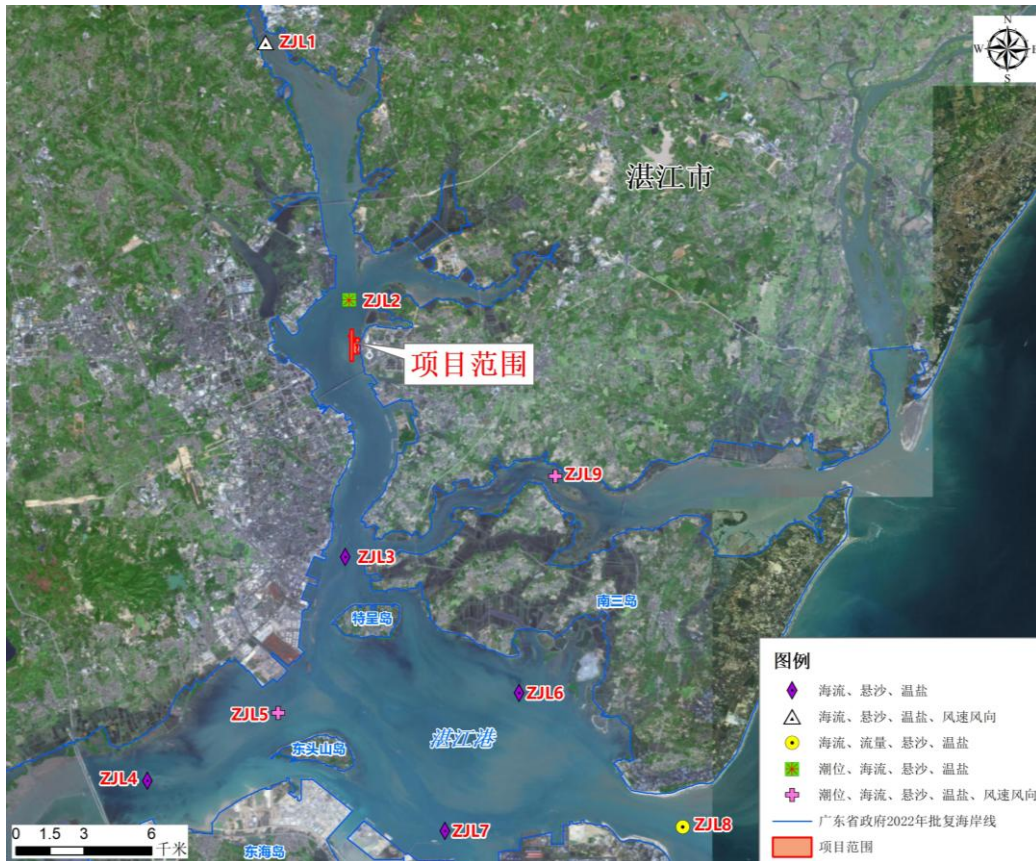 N
W E
S
ZJL1
湛江市
ZJL2
项目范围
ZJL9
ZJL3
特呈岛
南三岛
ZJL6
ZJL5
湛江港
东头山岛
ZJL4
ZJL7
ZJL8
东海岛
0 1.5 3 6
千米
图例
海流、悬沙、温盐
海流、悬沙、温盐、风速风向
海流、流量、悬沙、温盐
潮位、海流、悬沙、温盐
潮位、海流、悬沙、温盐、风速风向
广东省政府2022年批复海岸线
项目范围